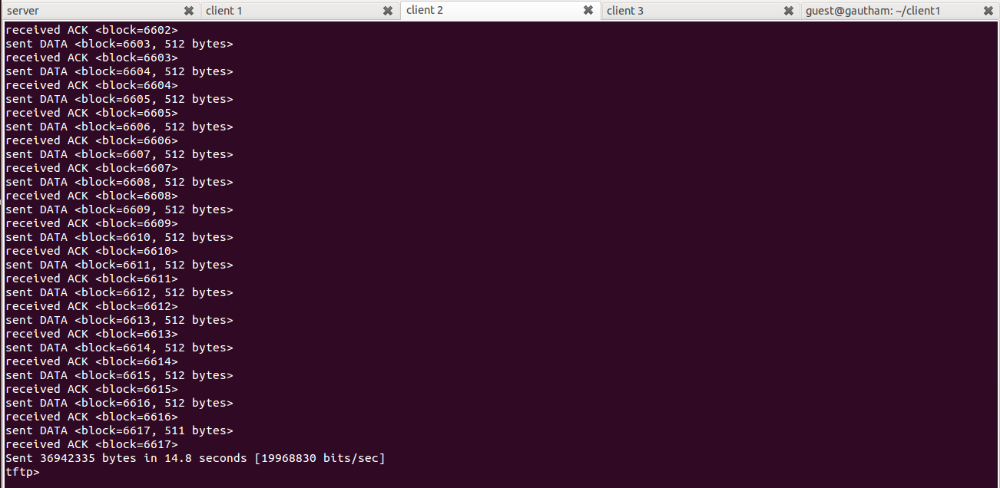 server
client 1
client 2
client 3
guest@gautham: ~/client1
received ACK <block=6602>
sent DATA <block=6603, 512 bytes>
received ACK <block=6603>
sent DATA <block=6604, 512 bytes>
received ACK <block=6604>
sent DATA <block=6605, 512 bytes>
received ACK <block=6605>
sent DATA <block=6606, 512 bytes>
received ACK <block=6606>
sent DATA <block=6607, 512 bytes>
received ACK <block=6607>
sent DATA <block=6608, 512 bytes>
received ACK <block=6608>
sent DATA <block=6609, 512 bytes>
received ACK <block=6609>
sent DATA <block=6610, 512 bytes>
received ACK <block=6610>
sent DATA <block=6611, 512 bytes>
received ACK <block=6611>
sent DATA <block=6612, 512 bytes>
received ACK <block=6612>
sent DATA <block=6613, 512 bytes>
received ACK <block=6613>
sent DATA <block=6614, 512 bytes>
received ACK <block=6614>
sent DATA <block=6615, 512 bytes>
received ACK <block=6615>
sent DATA <block=6616, 512 bytes>
received ACK <block=6616>
sent DATA <block=6617, 511 bytes>
received ACK <block=6617>
Sent 36942335 bytes in 14.8 seconds [19968830 bits/sec]
tftp>